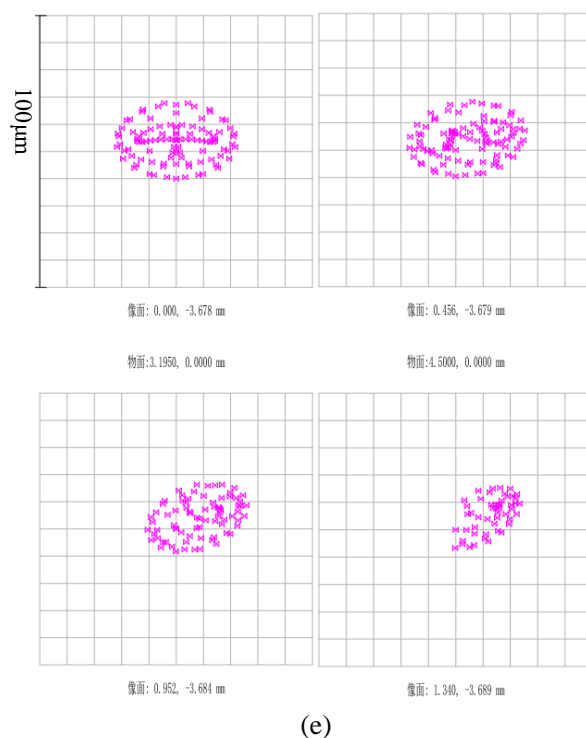 100μm
像面: 0.000, -3.678 mm
像面: 0.456, -3.679 mm
物面:3.1950, 0.0000 mm
物面:4.5000, 0.0000 mm
像面: 0.952, -3.684 mm
像面: 1.340, -3.689 mm
(e)